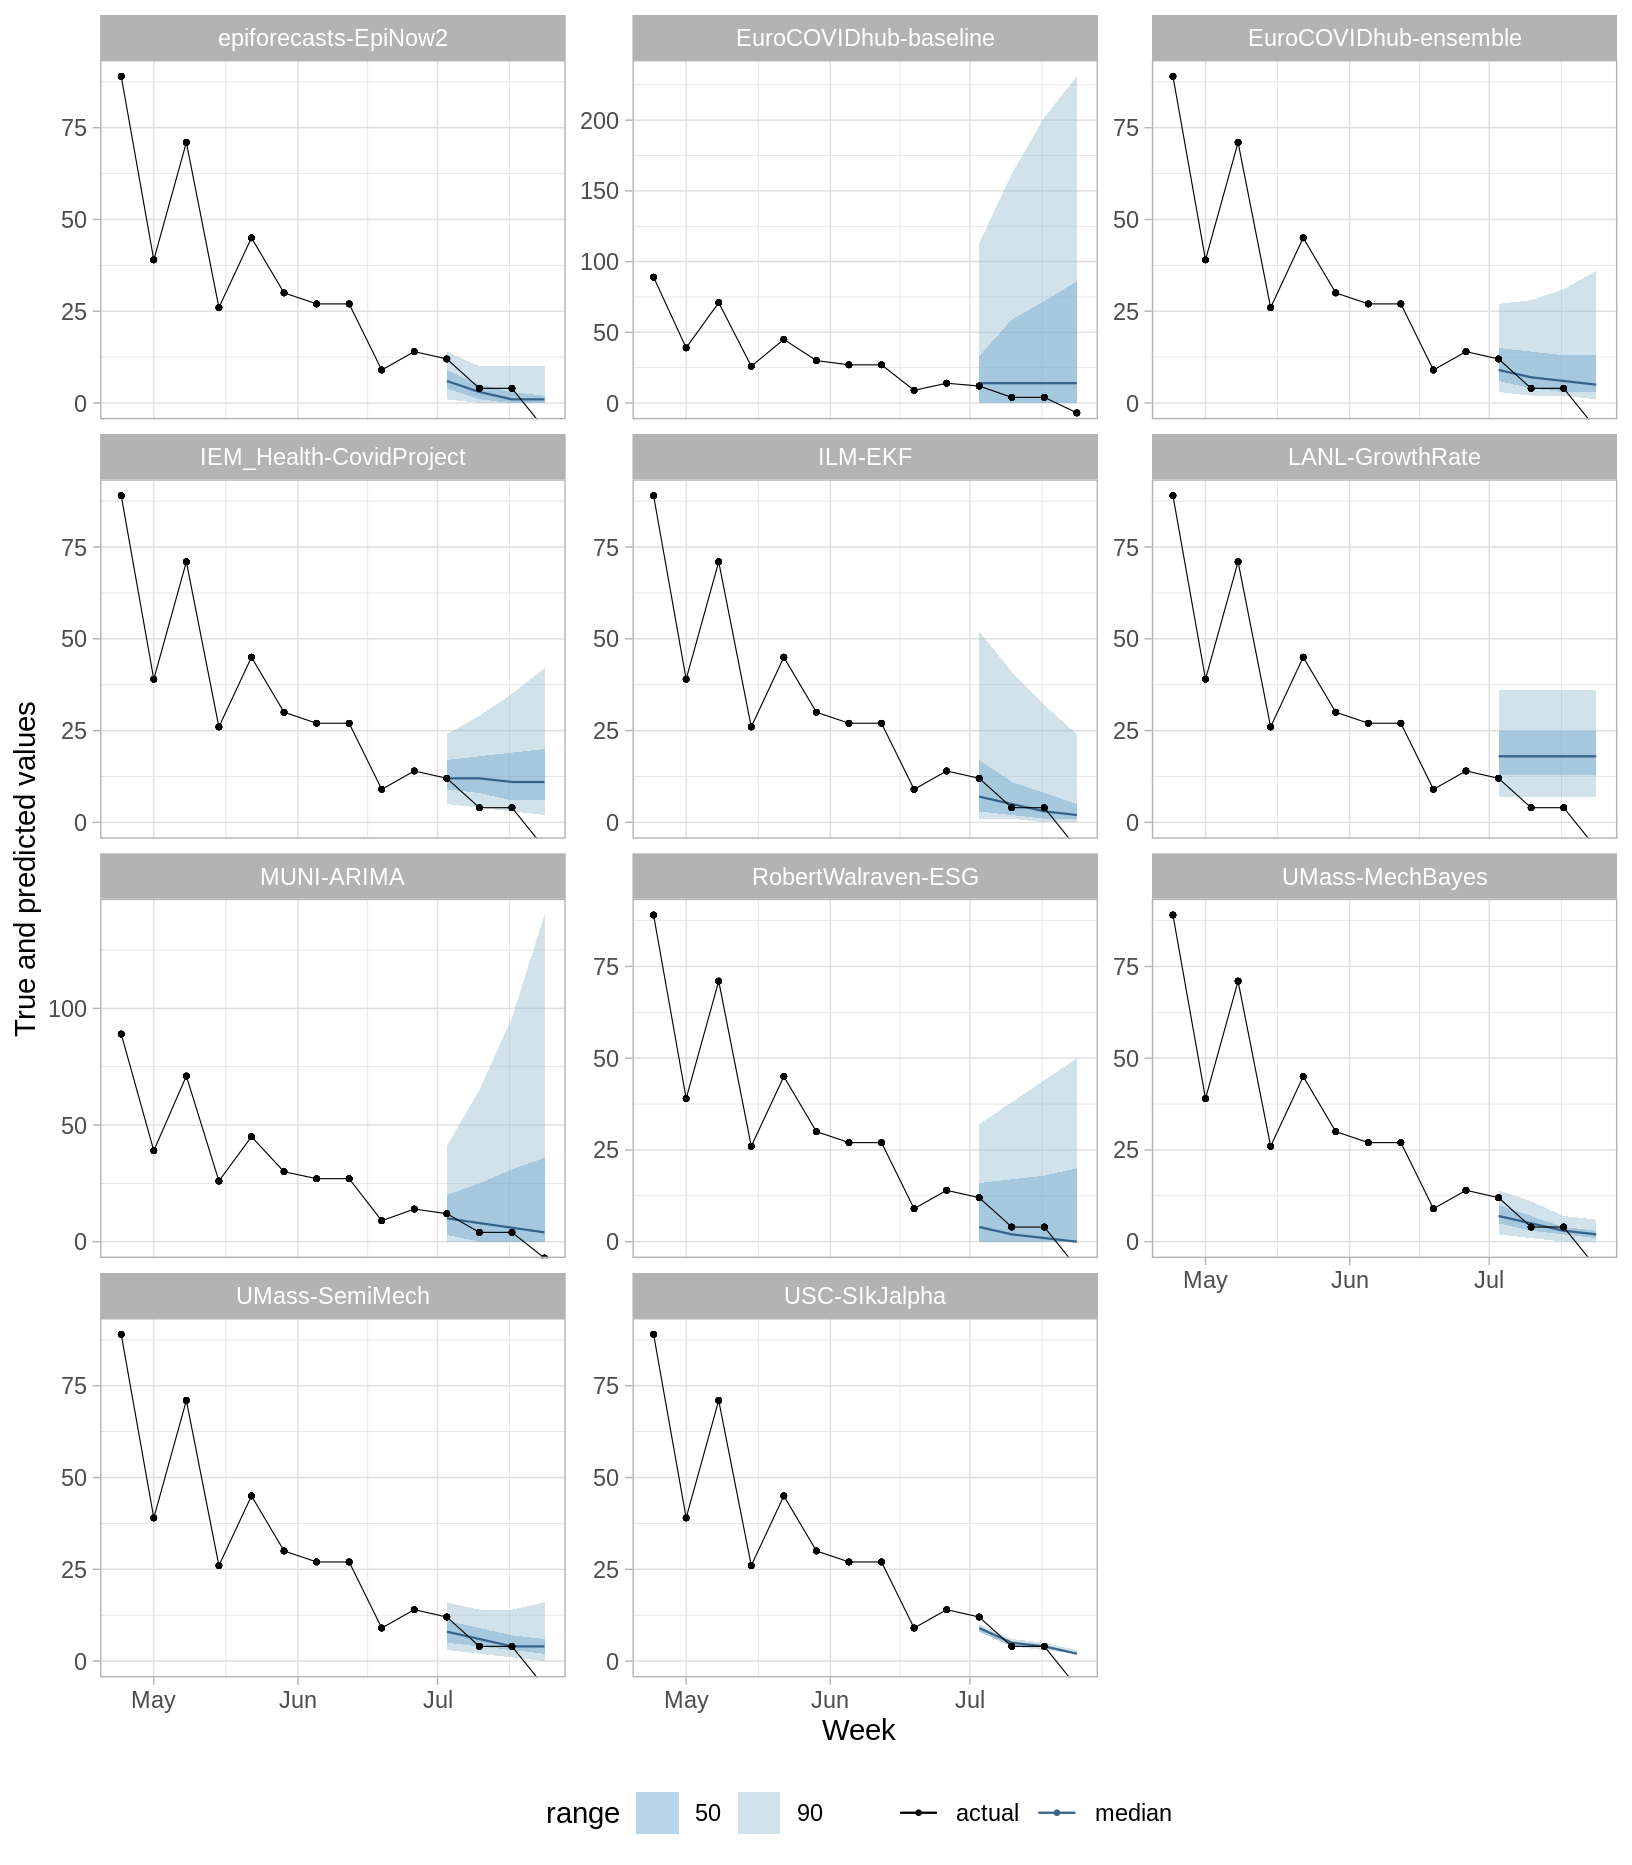 epiforecasts-EpiNow2
EuroCOVIDhub-baseline
EuroCOVIDhub-ensemble
75
50
25
0
200
150
100
50
0
75
50
25
0
IEM_Health-CovidProject
ILM-EKF
LANL-GrowthRate
75
50
25
0
75
50
25
0
75
50
25
0
True and predicted values
MUNI-ARIMA
RobertWalraven-ESG
UMass-MechBayes
100
50
0
75
50
25
0
75
50
25
0
May Jun Jul
UMass-SemiMech
USC-SIkJalpha
75
50
25
0
75
50
25
0
May Jun Jul
May Jun Jul
Week
range 50 90 actual median